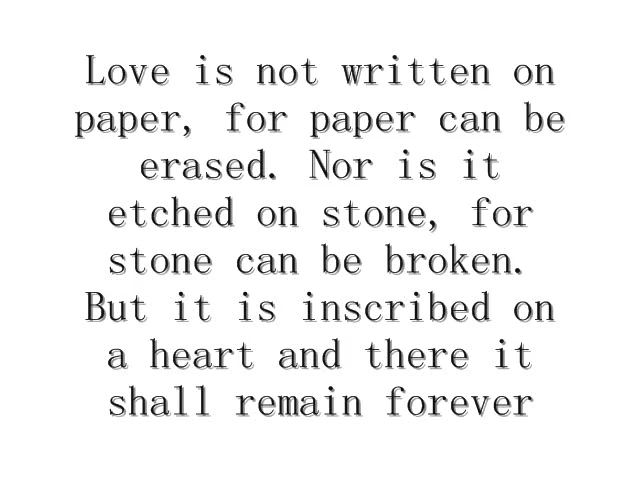 Love is not written on
paper, for paper can be
erased. Nor is it
etched on stone, for
stone can be broken.
But it is inscribed on
a heart and there it
shall remain forever